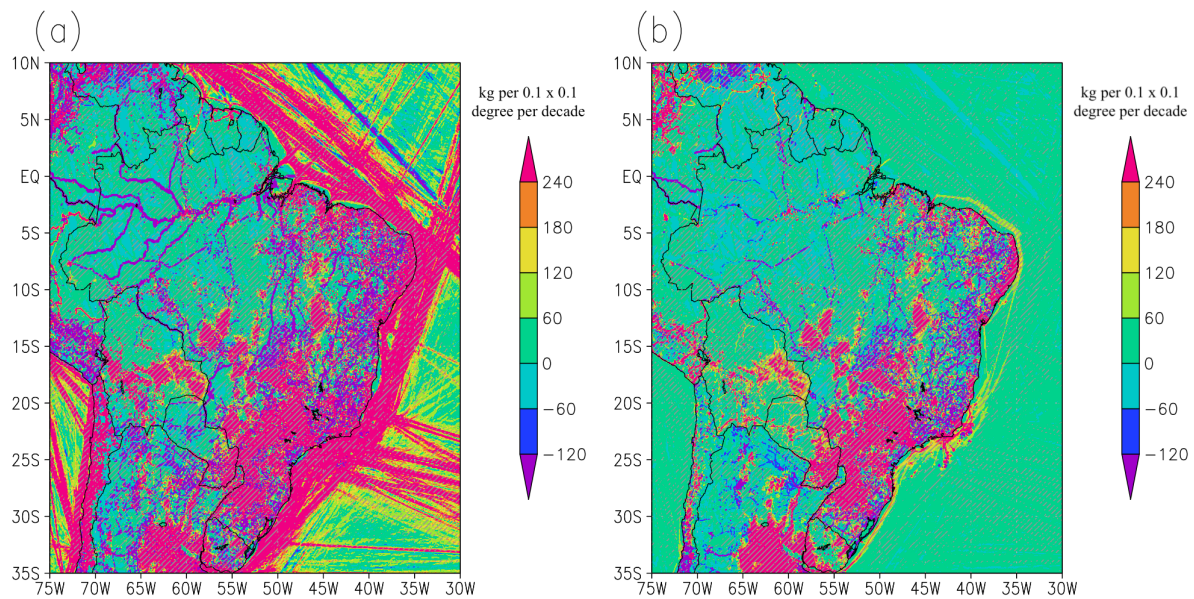 (a)
(b)
10N
5N
EQ
5S
10S
15S
20S
25S
30S
35S
75W 70W 65W 60W 55W 50W 45W 40W 35W 30W
kg per 0.1 x 0.1
degree per decade
240
180
120
60
0
−60
−120
10N
5N
EQ
5S
10S
15S
20S
25S
30S
35S
75W 70W 65W 60W 55W 50W 45W 40W 35W 30W
kg per 0.1 x 0.1
degree per decade
240
180
120
60
0
−60
−120